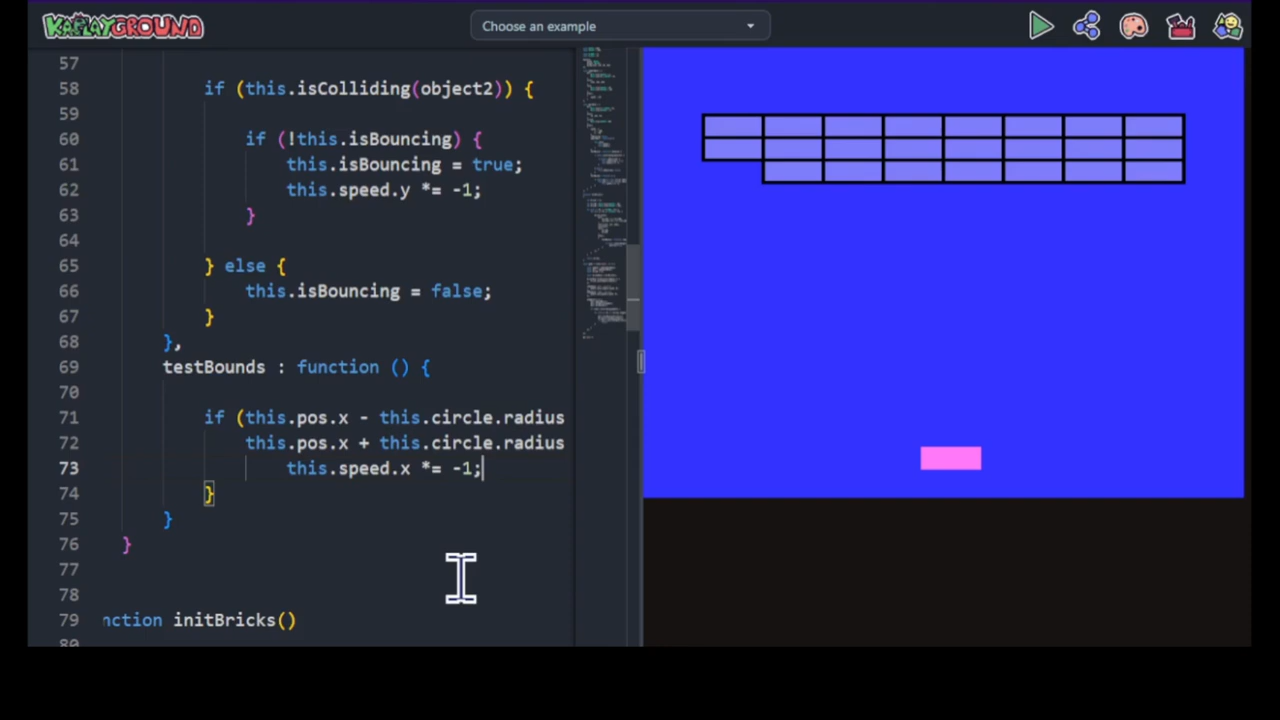 KAPLAYGROUND
Choose an example
57
58 if (this.isColliding(object2)) {
59
60 if (!this.isBouncing) {
61 this.isBouncing = true;
62 this.speed.y *= -1;
63 }
64
65 } else {
66 this.isBouncing = false;
67 }
68 },
69 testBounds : function () {
70
71 if (this.pos.x - this.circle.radius
72 this.pos.x + this.circle.radius
73 this.speed.x *= -1;
74 }
75 }
76 }
77
78
79 nction initBricks()
80